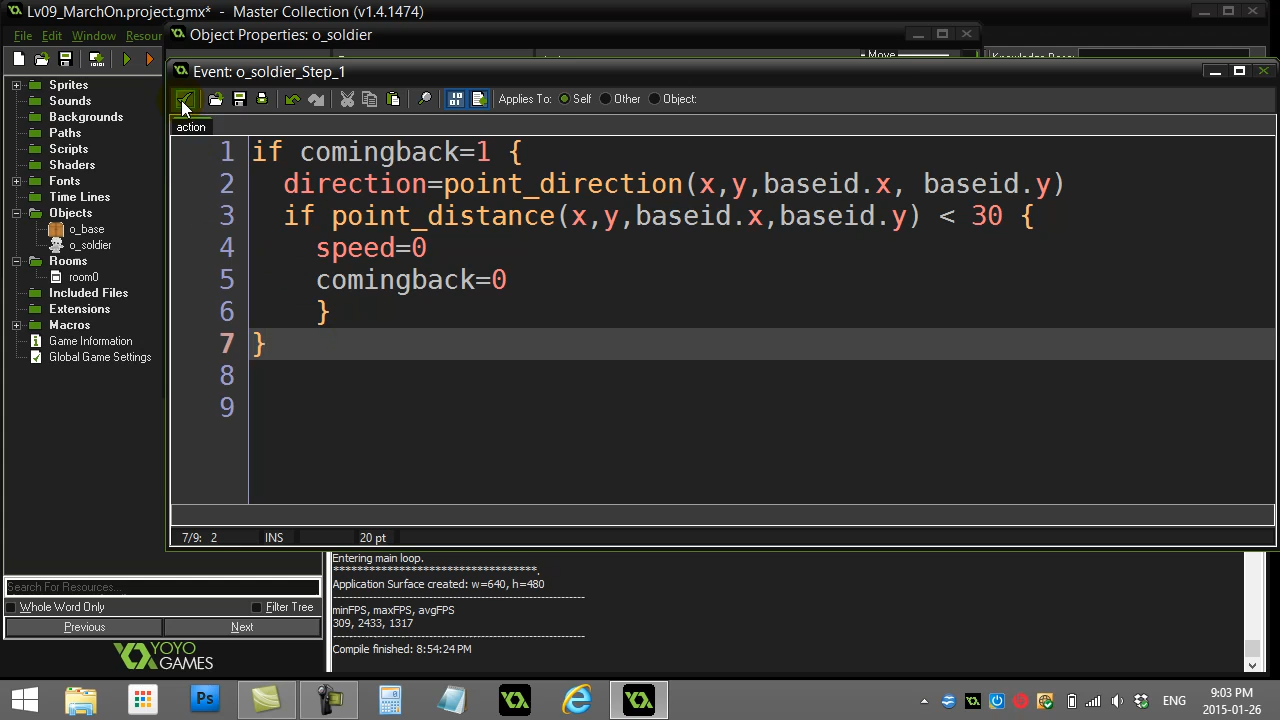 Lv09_MarchOn.project.gmx* - Master Collection (v1.4.1474)
File Edit Window Resour
Object Properties: o_soldier
Move
Event: o_soldier_Step_1
Applies To: Self Other Object:
action
1 if comingback=1 {
2 direction=point_direction(x,y,baseid.x, baseid.y)
3 if point_distance(x,y,baseid.x,baseid.y) < 30 {
4 speed=0
5 comingback=0
6 }
7 }
8
9
7/9: 2 INS 20 pt
Sprites
Sounds
Backgrounds
Paths
Scripts
Shaders
Fonts
Time Lines
Objects
o_base
o_soldier
Rooms
room0
Included Files
Extensions
Macros
Game Information
Global Game Settings
Search For Resources...
Whole Word Only Filter Tree
Previous Next
YOYO
GAMES
Entering main loop.
Application Surface created: w=640, h=480
minFPS, maxFPS, avgFPS
309, 2433, 1317
Compile finished: 8:54:24 PM
Ps
ENG
9:03 PM
2015-01-26